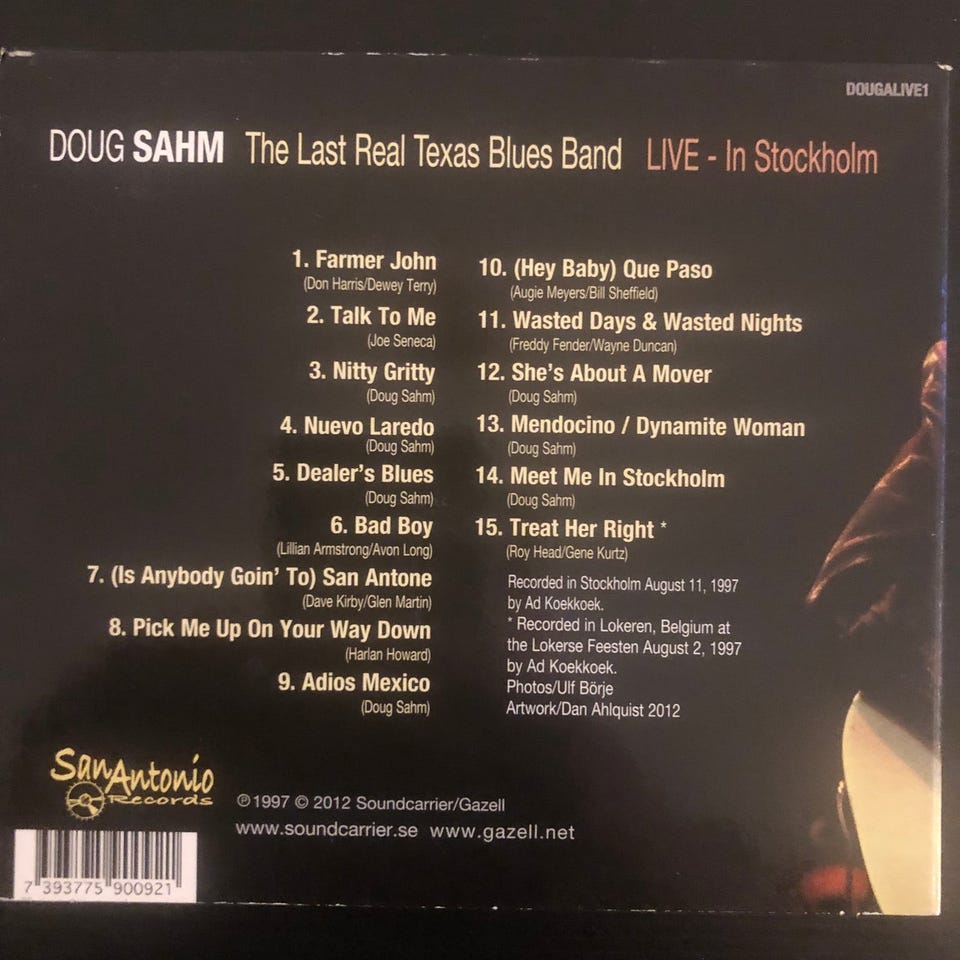 DOUGALIVE1
DOUG SAHM The Last Real Texas Blues Band LIVE - In Stockholm
1. Farmer John
(Don Harris/Dewey Terry)
2. Talk To Me
(Joe Seneca)
3. Nitty Gritty
(Doug Sahm)
4. Nuevo Laredo
(Doug Sahm)
5. Dealer's Blues
(Doug Sahm)
6. Bad Boy
(Lillian Armstrong/Avon Long)
7. (Is Anybody Goin' To) San Antone
(Dave Kirby/Glen Martin)
8. Pick Me Up On Your Way Down
(Harlan Howard)
9. Adios Mexico
(Doug Sahm)
10. (Hey Baby) Que Paso
(Augie Meyers/Bill Sheffield)
11. Wasted Days & Wasted Nights
(Freddy Fender/Wayne Duncan)
12. She's About A Mover
(Doug Sahm)
13. Mendocino / Dynamite Woman
(Doug Sahm)
14. Meet Me In Stockholm
(Doug Sahm)
15. Treat Her Right *
(Roy Head/Gene Kurtz)
Recorded in Stockholm August 11, 1997
by Ad Koekkoek.
* Recorded in Lokeren, Belgium at
the Lokerse Feesten August 2, 1997
by Ad Koekkoek.
Photos/Ulf Börje
Artwork/Dan Ahlquist 2012
San Antonio
Records
℗ 1997 © 2012 Soundcarrier/Gazell
www.soundcarrier.se www.gazell.net
7 393775 900921